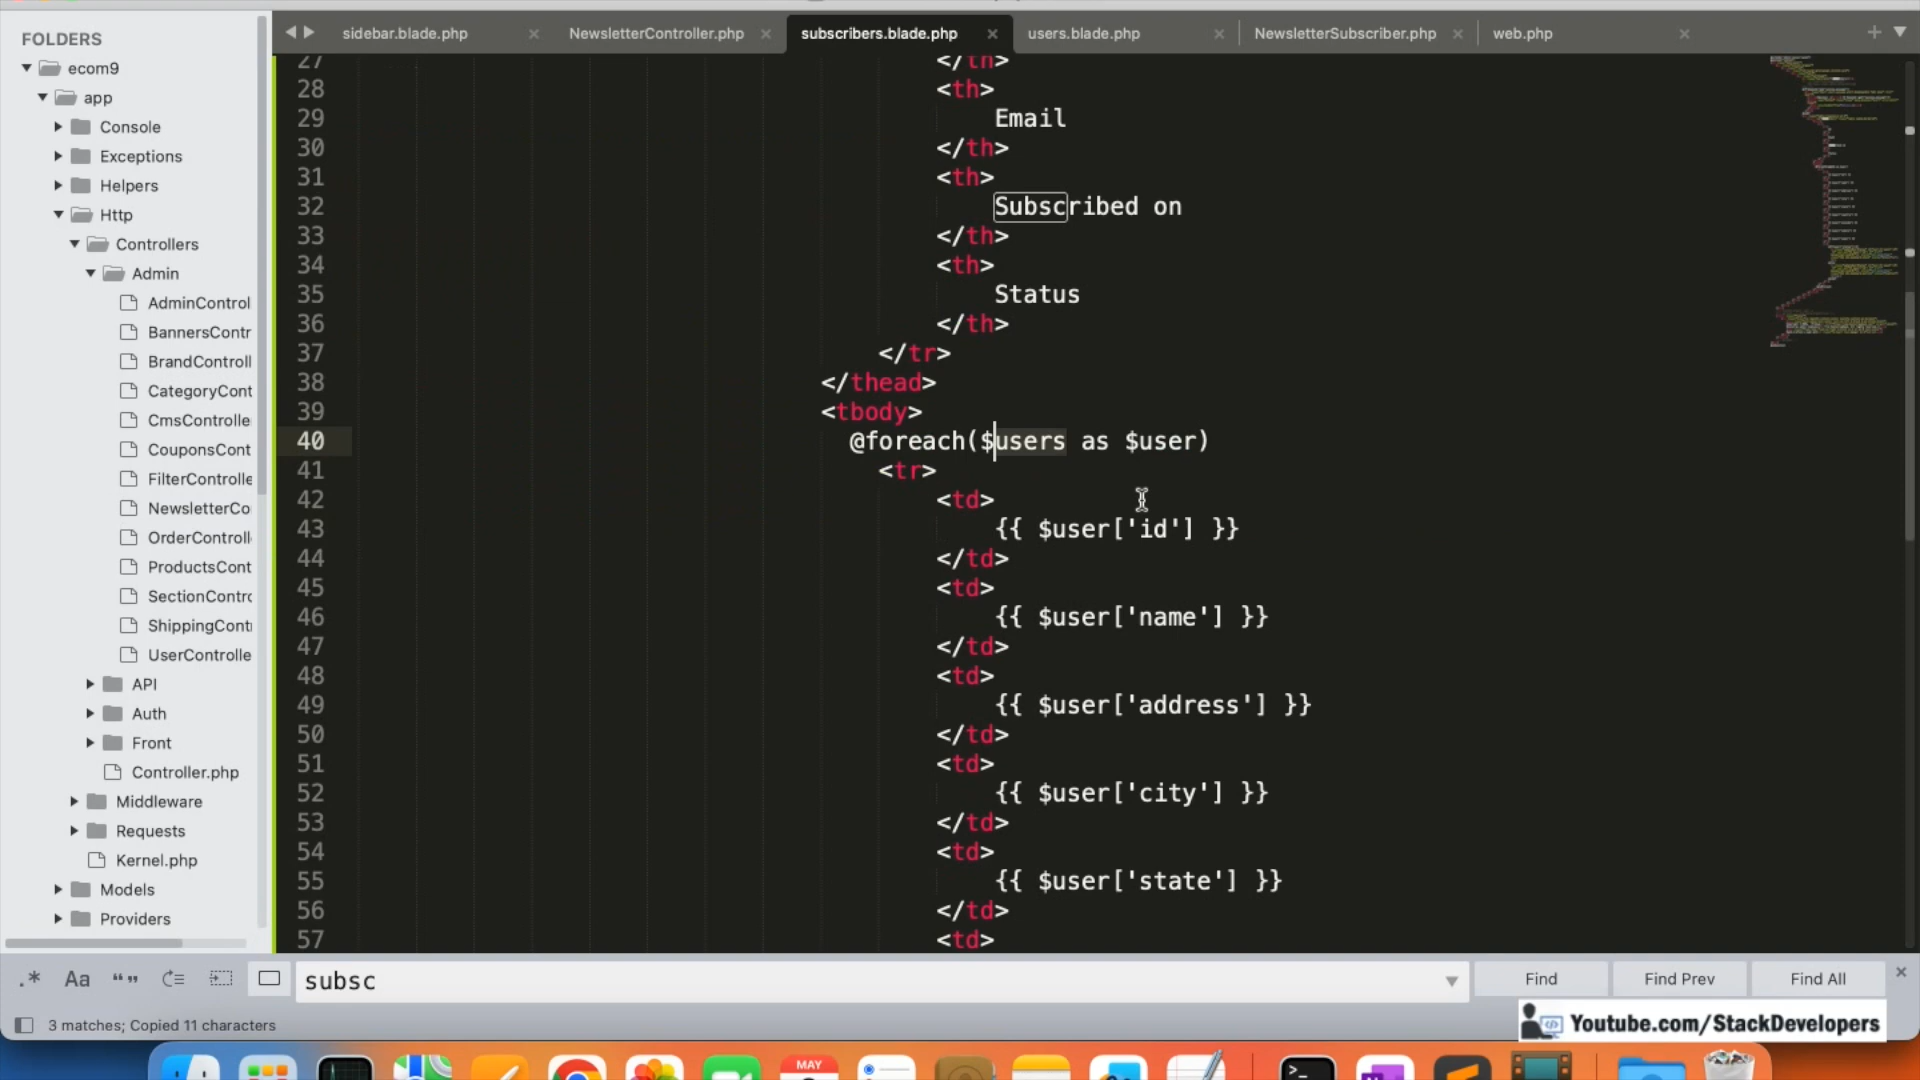 FOLDERS
ecom9
app
Console
Exceptions
Helpers
Http
Controllers
Admin
AdminControl
BannersContr
BrandControll
CategoryCont
CmsControlle
CouponsCont
FilterControlle
NewsletterCo
OrderControll
ProductsCont
SectionContro
ShippingConti
UserControlle
API
Auth
Front
Controller.php
Middleware
Requests
Kernel.php
Models
Providers
sidebar.blade.php
NewsletterController.php
subscribers.blade.php
users.blade.php
NewsletterSubscriber.php
web.php
27 </th>
28 <th>
29 Email
30 </th>
31 <th>
32 Subscribed on
33 </th>
34 <th>
35 Status
36 </th>
37 </tr>
38 </thead>
39 <tbody>
40 @foreach($users as $user)
41 <tr>
42 <td>
43 {{ $user['id'] }}
44 </td>
45 <td>
46 {{ $user['name'] }}
47 </td>
48 <td>
49 {{ $user['address'] }}
50 </td>
51 <td>
52 {{ $user['city'] }}
53 </td>
54 <td>
55 {{ $user['state'] }}
56 </td>
57 <td>
.* Aa “”
subsc
Find
Find Prev
Find All
3 matches; Copied 11 characters
Youtube.com/StackDevelopers
MAY